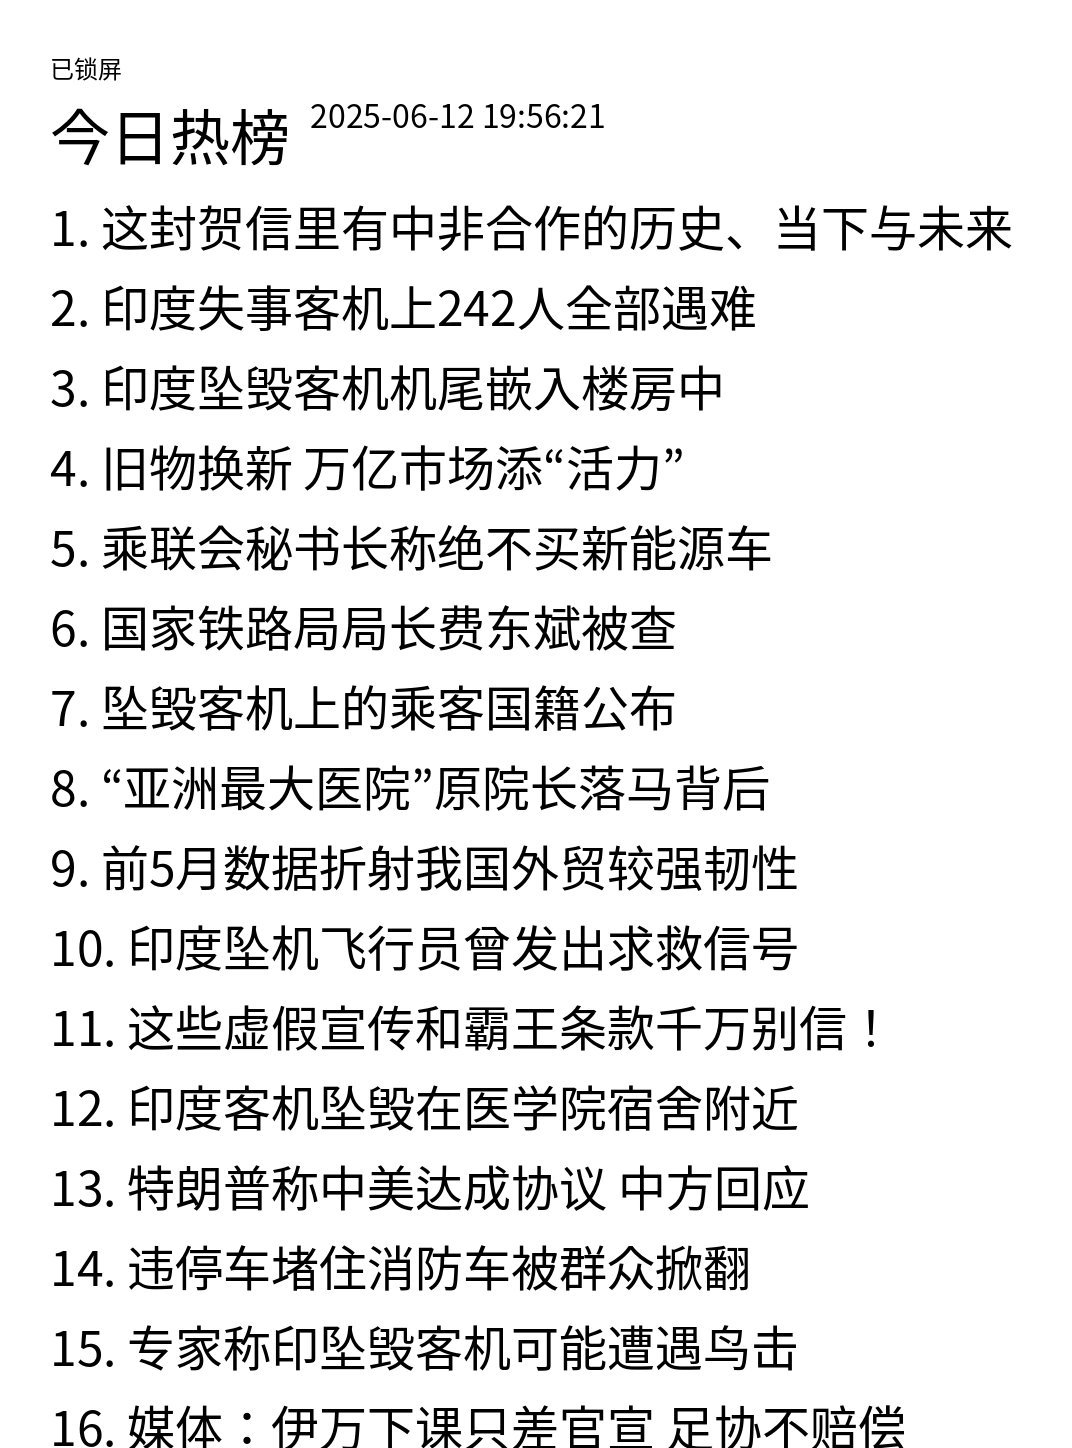 已锁屏
今日热榜 2025-06-12 19:56:21
1. 这封贺信里有中非合作的历史、当下与未来
2. 印度失事客机上242人全部遇难
3. 印度坠毁客机机尾嵌入楼房中
4. 旧物换新 万亿市场添“活力”
5. 乘联会秘书长称绝不买新能源车
6. 国家铁路局局长费东斌被查
7. 坠毁客机上的乘客国籍公布
8. “亚洲最大医院”原院长落马背后
9. 前5月数据折射我国外贸较强韧性
10. 印度坠机飞行员曾发出求救信号
11. 这些虚假宣传和霸王条款千万别信！
12. 印度客机坠毁在医学院宿舍附近
13. 特朗普称中美达成协议 中方回应
14. 违停车堵住消防车被群众掀翻
15. 专家称印坠毁客机可能遭遇鸟击
16. 媒体：伊万下课只差官宣 足协不赔偿